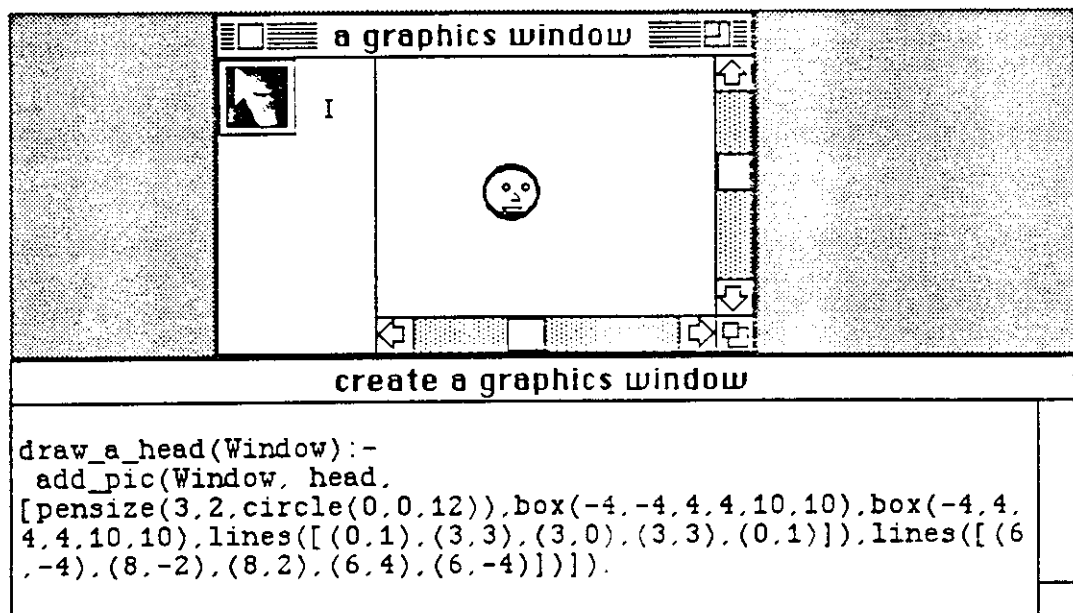 a graphics window
I
create a graphics window
draw_a_head(Window):-
add_pic(Window, head,
[pensize(3,2,circle(0,0,12)),box(-4,-4,4,4,10,10),box(-4,4,
4,4,10,10),lines([(0,1),(3,3),(3,0),(3,3),(0,1)]),lines([(6
,-4),(8,-2),(8,2),(6,4),(6,-4)])]).